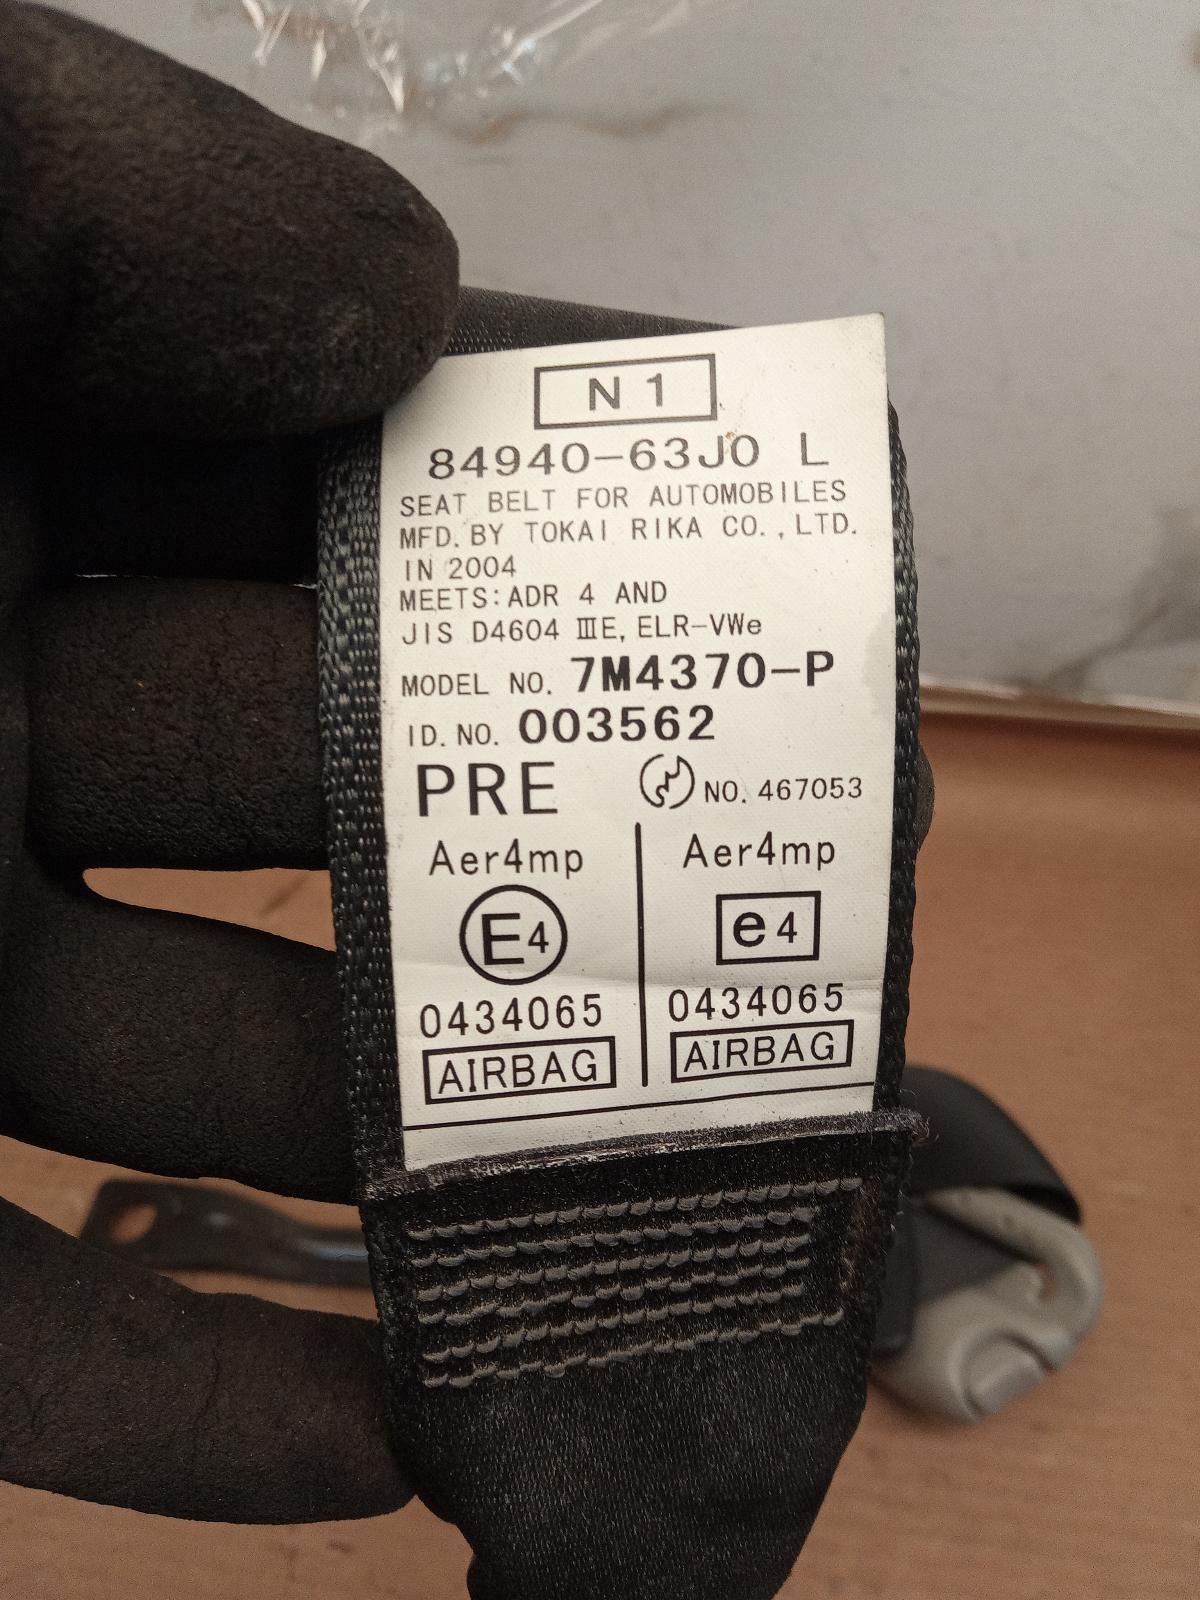 N1
84940-63J0 L
SEAT BELT FOR AUTOMOBILES
MFD. BY TOKAI RIKA CO., LTD.
IN 2004
MEETS: ADR 4 AND
JIS D4604 ⅢE, ELR-VWe
MODEL NO. 7M4370-P
ID. NO. 003562
PRE NO. 467053
Aer4mp Aer4mp
E4 e4
0434065 0434065
AIRBAG AIRBAG